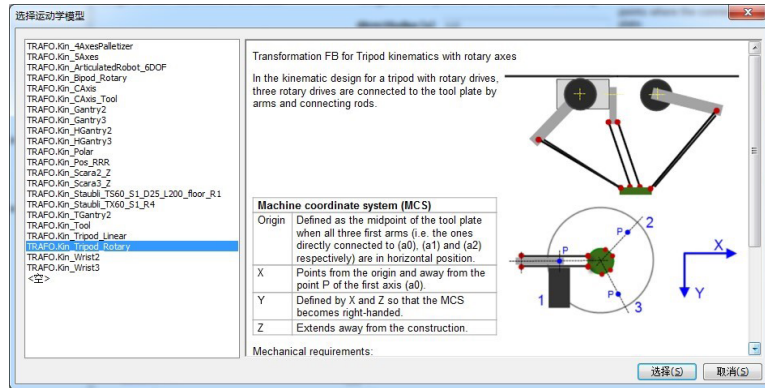 选择运动学模型
TRAFO.Kin_4AxesPalletizer
TRAFO.Kin_5Axes
TRAFO.Kin_ArticulatedRobot_6DOF
TRAFO.Kin_Bipod_Rotary
TRAFO.Kin_CAxis
TRAFO.Kin_CAxis_Tool
TRAFO.Kin_Gantry2
TRAFO.Kin_Gantry3
TRAFO.Kin_HGantry2
TRAFO.Kin_HGantry3
TRAFO.Kin_Polar
TRAFO.Kin_Pos_RRR
TRAFO.Kin_Scara2_Z
TRAFO.Kin_Scara3_Z
TRAFO.Kin_Staubli_TS60_S1_D25_L200_floor_R1
TRAFO.Kin_Staubli_TX60_S1_R4
TRAFO.Kin_TGantry2
TRAFO.Kin_Tool
TRAFO.Kin_Tripod_Linear
TRAFO.Kin_Tripod_Rotary
TRAFO.Kin_Wrist2
TRAFO.Kin_Wrist3
<空>
Transformation FB for Tripod kinematics with rotary axes
In the kinematic design for a tripod with rotary drives,
three rotary drives are connected to the tool plate by
arms and connecting rods.
Machine coordinate system (MCS)
Origin Defined as the midpoint of the tool plate
when all three first arms (i.e. the ones
directly connected to (a0), (a1) and (a2)
respectively) are in horizontal position.
X Points from the origin and away from the
point P of the first axis (a0).
Y Defined by X and Z so that the MCS
becomes right-handed.
Z Extends away from the construction.
Mechanical requirements:
P
2
P
X
1
P
3
Y
选择(S)
取消(S)